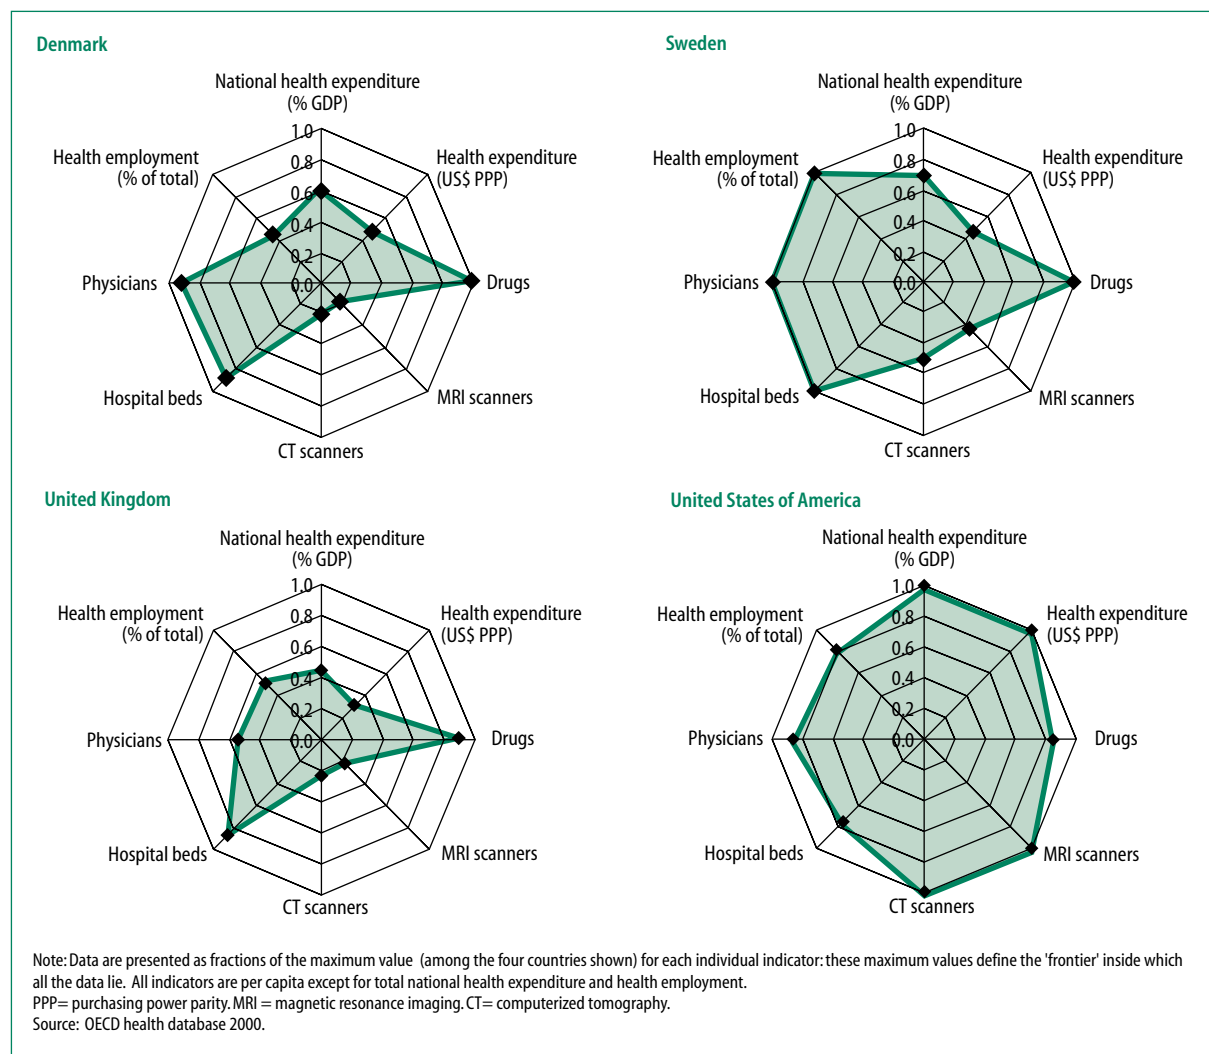 Denmark
National health expenditure
(% GDP)
Health employment
(% of total)
Health expenditure
(US$ PPP)
1.0
0.8
0.6
0.4
0.2
0.0
Physicians
Drugs
Hospital beds
MRI scanners
CT scanners
Sweden
National health expenditure
(% GDP)
Health employment
(% of total)
Health expenditure
(US$ PPP)
1.0
0.8
0.6
0.4
0.2
0.0
Physicians
Drugs
Hospital beds
MRI scanners
CT scanners
United Kingdom
National health expenditure
(% GDP)
Health employment
(% of total)
Health expenditure
(US$ PPP)
1.0
0.8
0.6
0.4
0.2
0.0
Physicians
Drugs
Hospital beds
MRI scanners
CT scanners
United States of America
National health expenditure
(% GDP)
Health employment
(% of total)
Health expenditure
(US$ PPP)
1.0
0.8
0.6
0.4
0.2
0.0
Physicians
Drugs
Hospital beds
MRI scanners
CT scanners
Note: Data are presented as fractions of the maximum value (among the four countries shown) for each individual indicator: these maximum values define the 'frontier' inside which
all the data lie. All indicators are per capita except for total national health expenditure and health employment.
PPP= purchasing power parity. MRI = magnetic resonance imaging. CT= computerized tomography.
Source: OECD health database 2000.